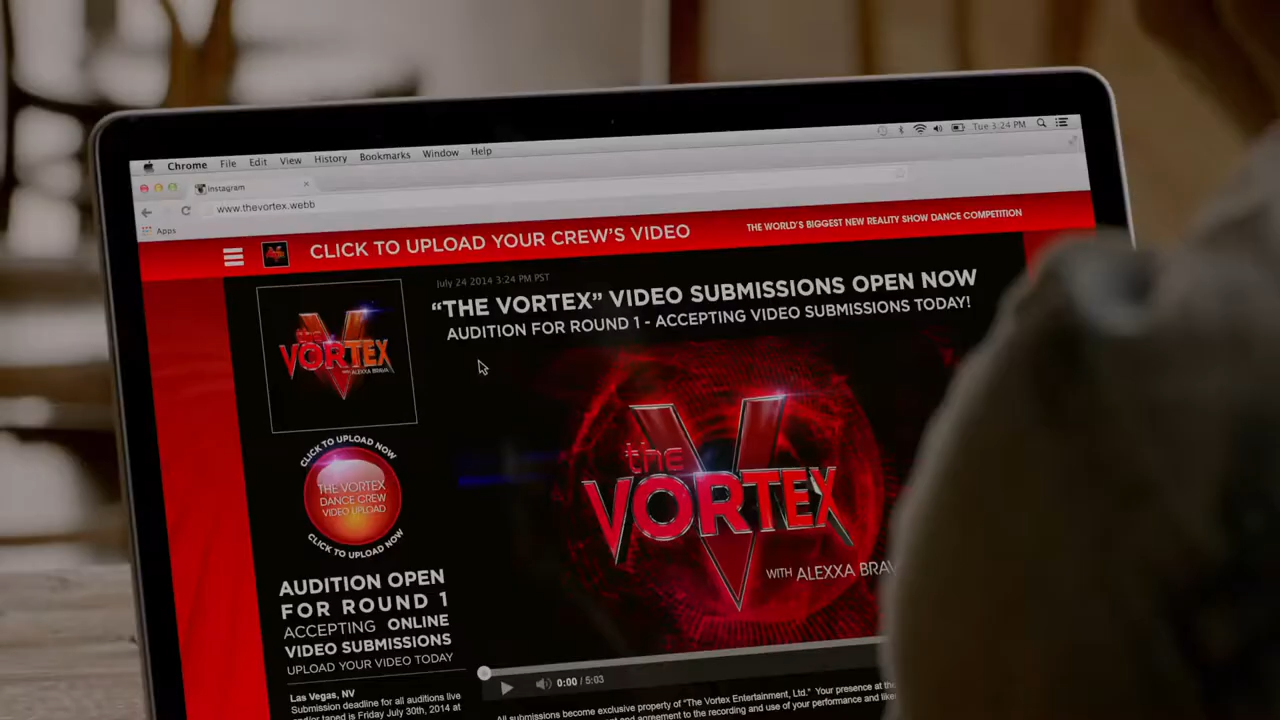 Chrome File Edit View History Bookmarks Window Help
Tue 3:24 PM
Instagram
www.thevortex.webb
Apps
CLICK TO UPLOAD YOUR CREW'S VIDEO
THE WORLD'S BIGGEST NEW REALITY SHOW DANCE COMPETITION
July 24 2014 3:24 PM PST
“THE VORTEX” VIDEO SUBMISSIONS OPEN NOW
AUDITION FOR ROUND 1 - ACCEPTING VIDEO SUBMISSIONS TODAY!
the
VORTEX
WITH ALEXXA BRAVA
CLICK TO UPLOAD NOW
THE VORTEX
DANCE CREW
VIDEO UPLOAD
CLICK TO UPLOAD NOW
AUDITION OPEN
FOR ROUND 1
ACCEPTING ONLINE
VIDEO SUBMISSIONS
UPLOAD YOUR VIDEO TODAY
Las Vegas, NV
Submission deadline for all auditions live
and/or taped is Friday July 30th, 2014 at
the
VORTEX
WITH ALEXXA BRAV
0:00 / 5:03
All submissions become exclusive property of "The Vortex Entertainment, Ltd." Your presence at the
and agreement to the recording and use of your performance and